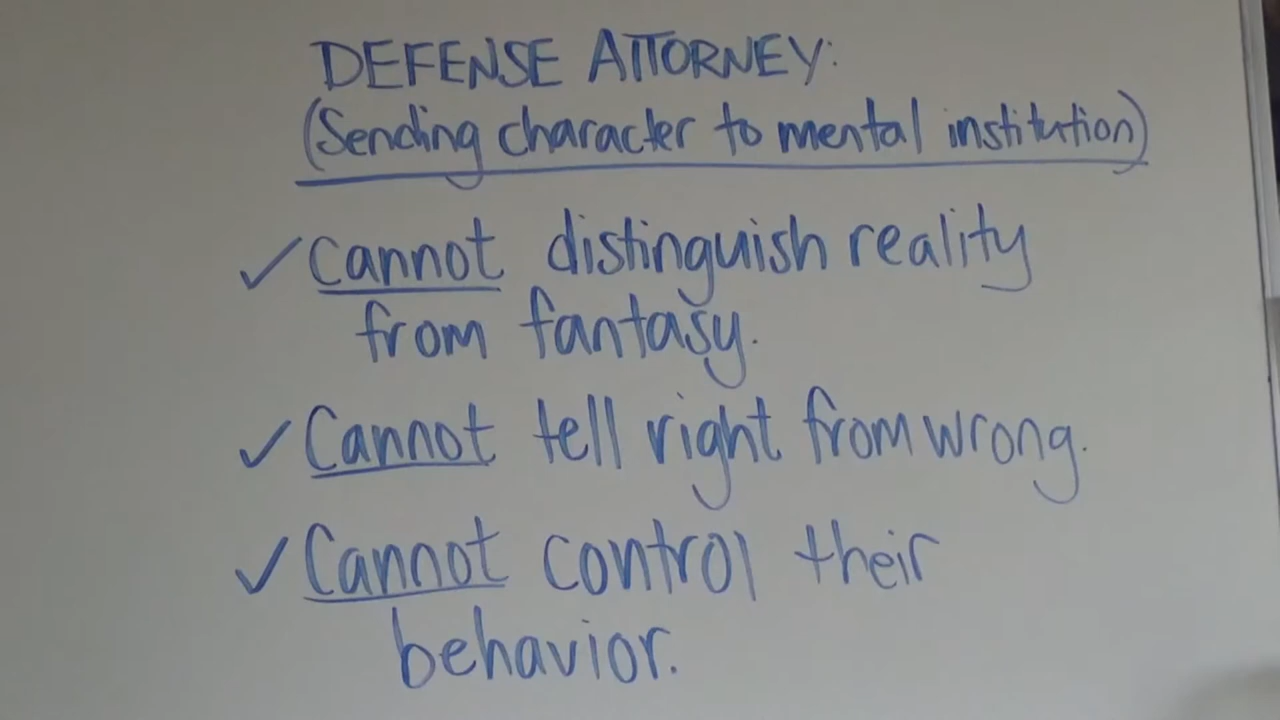 DEFENSE ATTORNEY:
(Sending character to mental institution)
✓ Cannot distinguish reality
from fantasy.
✓ Cannot tell right from wrong.
✓ Cannot control their
behavior.